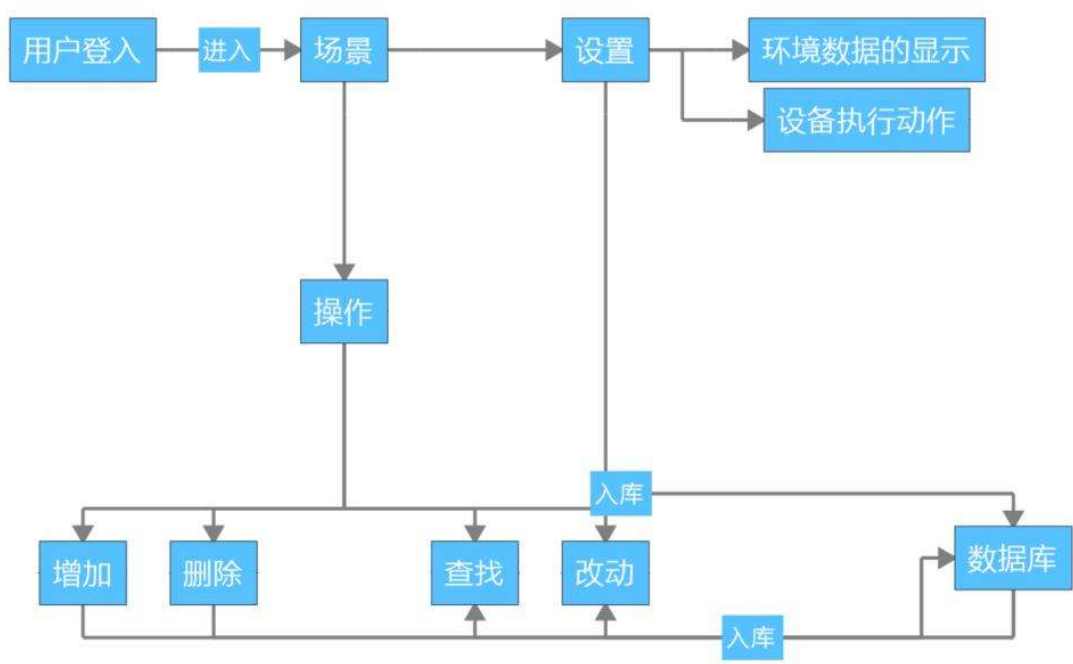 用户登入
进入
场景
设置
环境数据的显示
设备执行动作
操作
入库
增加
删除
查找
改动
数据库
入库